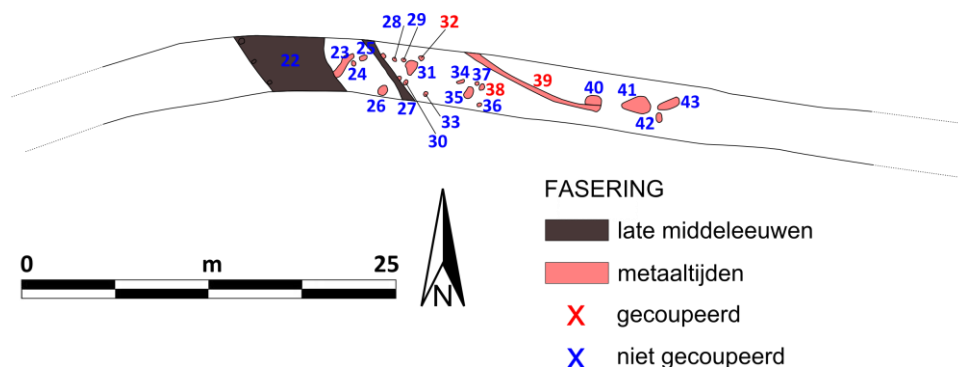 28 29 32
23 25
22 24 31 34 37 39 40 41 43
26 27 35 38 36 42
33
30
0 m 25
N
FASERING
late middeleeuwen
metaaltijden
X gecoupeerd
X niet gecoupeerd